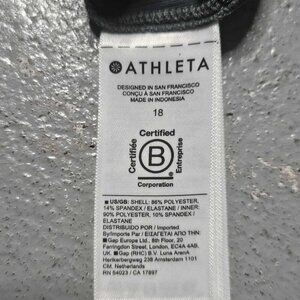 ATHLETA
DESIGNED IN SAN FRANCISCO
CONÇU À SAN FRANCISCO
MADE IN INDONESIA
18
Certified
Certifiée
B
Entreprise
Corporation
■ US/GB: SHELL: 86% POLYESTER,
14% SPANDEX / ELASTANE / INNER:
90% POLYESTER, 10% SPANDEX /
ELASTANE
DISTRIBUIDO POR / Imported
By/Importe Par / ΕΙΣΑΓΕΤΑΙ ΑΠΟ ΤΗΝ:
■ Gap Europe Ltd., 8th Floor, 20
Farringdon Street, London, EC4A 4AB,
UK. ■ Gap (RHC) B.V. Luna ArenA
Herikerbergweg 238 Amsterdam 1101
CM, Netherlands
RN 54023 / CA 17897